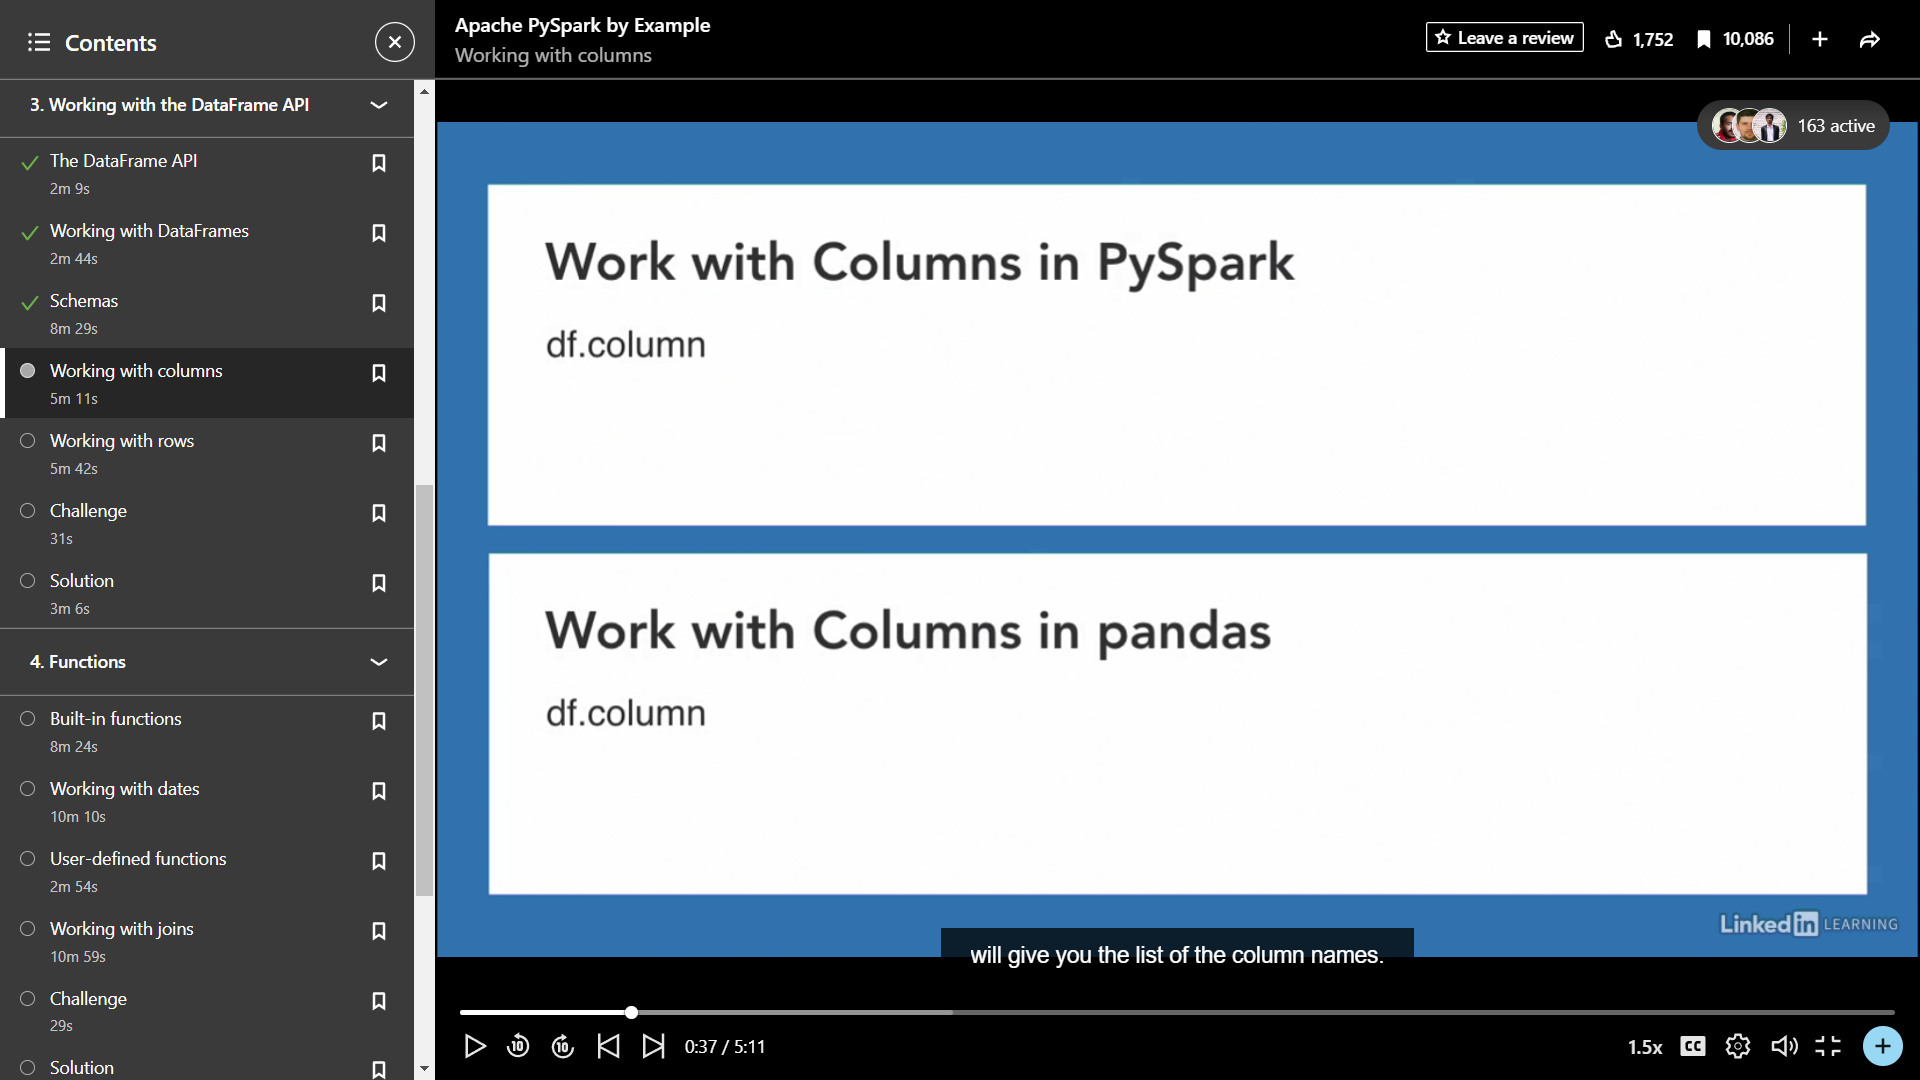 Contents
3. Working with the DataFrame API
The DataFrame API
2m 9s
Working with DataFrames
2m 44s
Schemas
8m 29s
Working with columns
5m 11s
Working with rows
5m 42s
Challenge
31s
Solution
3m 6s
4. Functions
Built-in functions
8m 24s
Working with dates
10m 10s
User-defined functions
2m 54s
Working with joins
10m 59s
Challenge
29s
Solution
Apache PySpark by Example
Working with columns
Leave a review
1,752
10,086
163 active
Work with Columns in PySpark
df.column
Work with Columns in pandas
df.column
Linked in LEARNING
will give you the list of the column names.
10
10
0:37 / 5:11
1.5x
CC